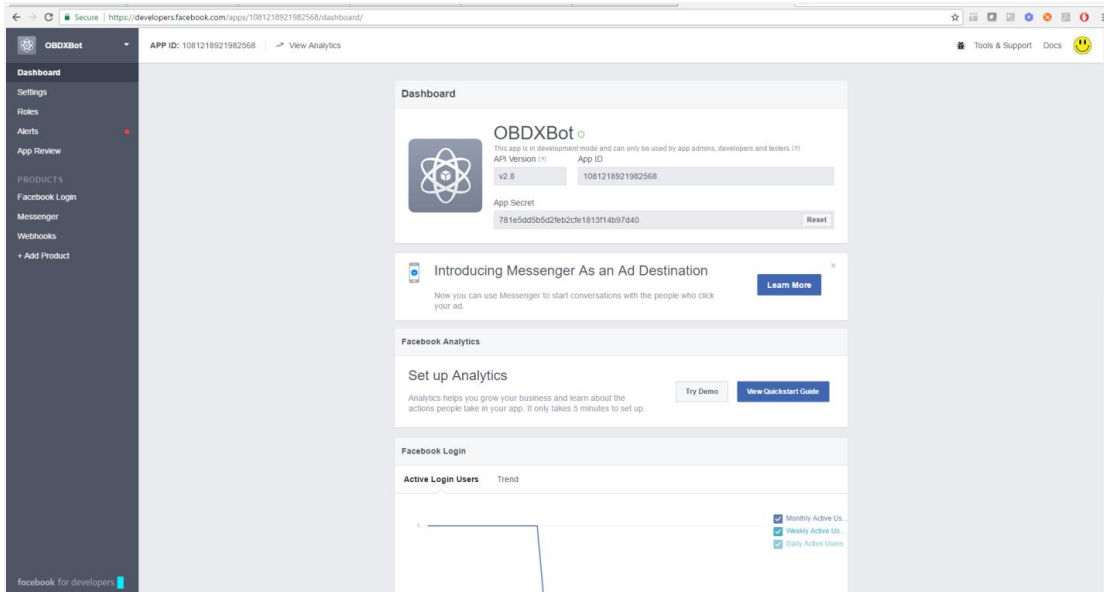 Secure | https://developers.facebook.com/apps/1081218921982568/dashboard/
OBDXBot
APP ID: 1081218921982568
View Analytics
Tools & Support
Docs
Dashboard
Settings
Roles
Alerts
App Review
PRODUCTS
Facebook Login
Messenger
Webhooks
+ Add Product
facebook for developers
Dashboard
OBDXBot
This app is in development mode and can only be used by app admins, developers and testers [?]
API Version [?]
App ID
v2.8
1081218921982568
App Secret
781e5dd5b5d2feb2cfe1813f14b97d40
Reset
Introducing Messenger As an Ad Destination
Now you can use Messenger to start conversations with the people who click
your ad.
Learn More
Facebook Analytics
Set up Analytics
Analytics helps you grow your business and learn about the
actions people take in your app. It only takes 5 minutes to set up.
Try Demo
View Quickstart Guide
Facebook Login
Active Login Users
Trend
Monthly Active Us...
Weekly Active Us...
Daily Active Users